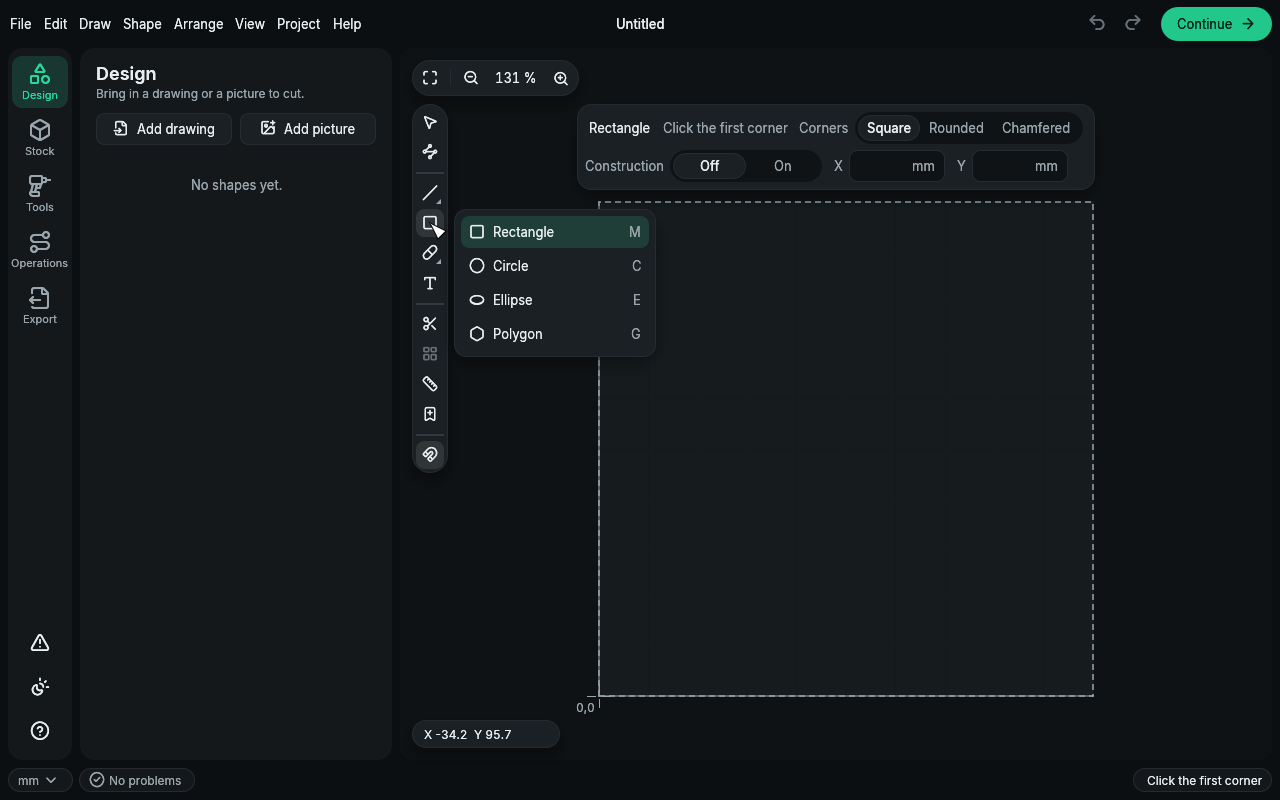 File Edit Draw Shape Arrange View Project Help
Untitled
Continue
Design
Stock
Tools
Operations
Export
Design
Bring in a drawing or a picture to cut.
Add drawing
Add picture
No shapes yet.
131 %
Rectangle Click the first corner Corners Square Rounded Chamfered
Construction Off On X mm Y mm
Rectangle M
Circle C
Ellipse E
Polygon G
0,0
X -34.2 Y 95.7
mm
No problems
Click the first corner